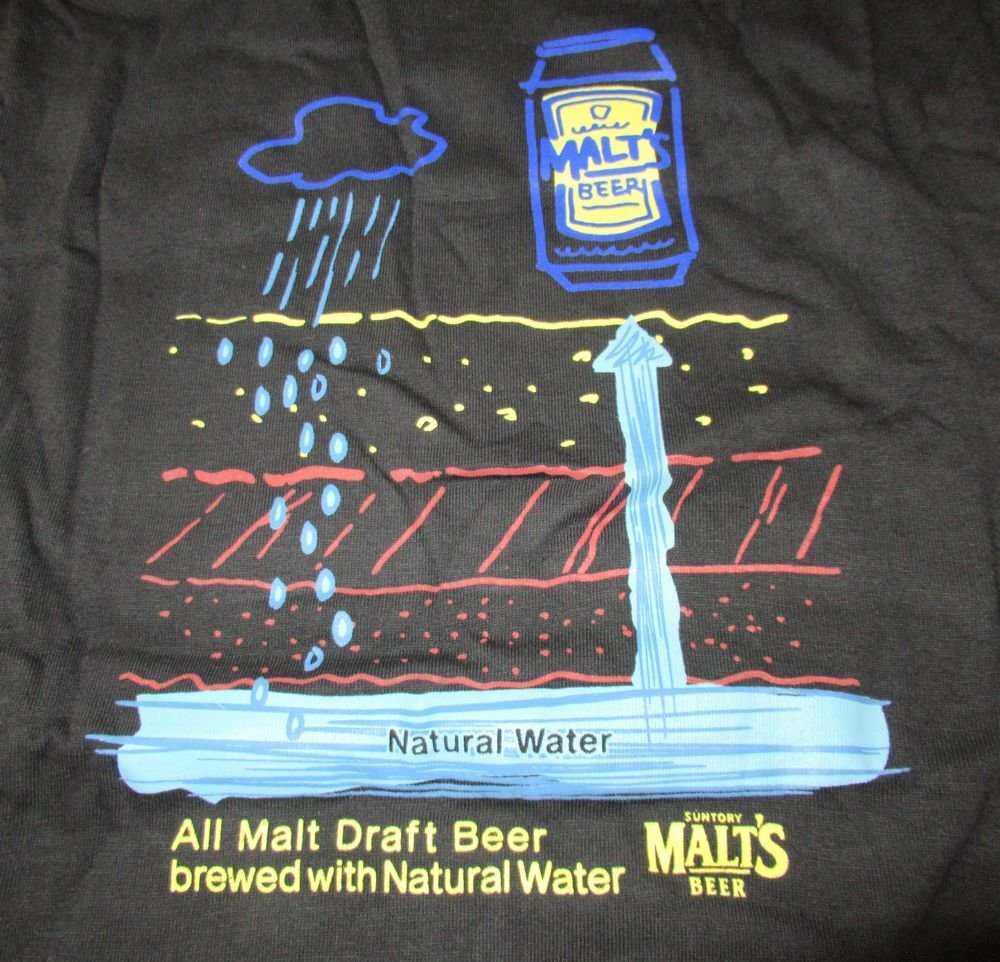 MALT'S
BEER
Natural Water
All Malt Draft Beer
brewed with Natural Water
SUNTORY
MALT'S
BEER